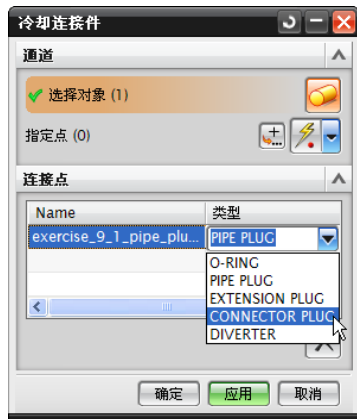 冷却连接件
通道
选择对象 (1)
指定点 (0)
连接点
Name 类型
exercise_9_1_pipe_plu... PIPE PLUG
O-RING
PIPE PLUG
EXTENSION PLUG
CONNECTOR PLUG
DIVERTER
确定 应用 取消